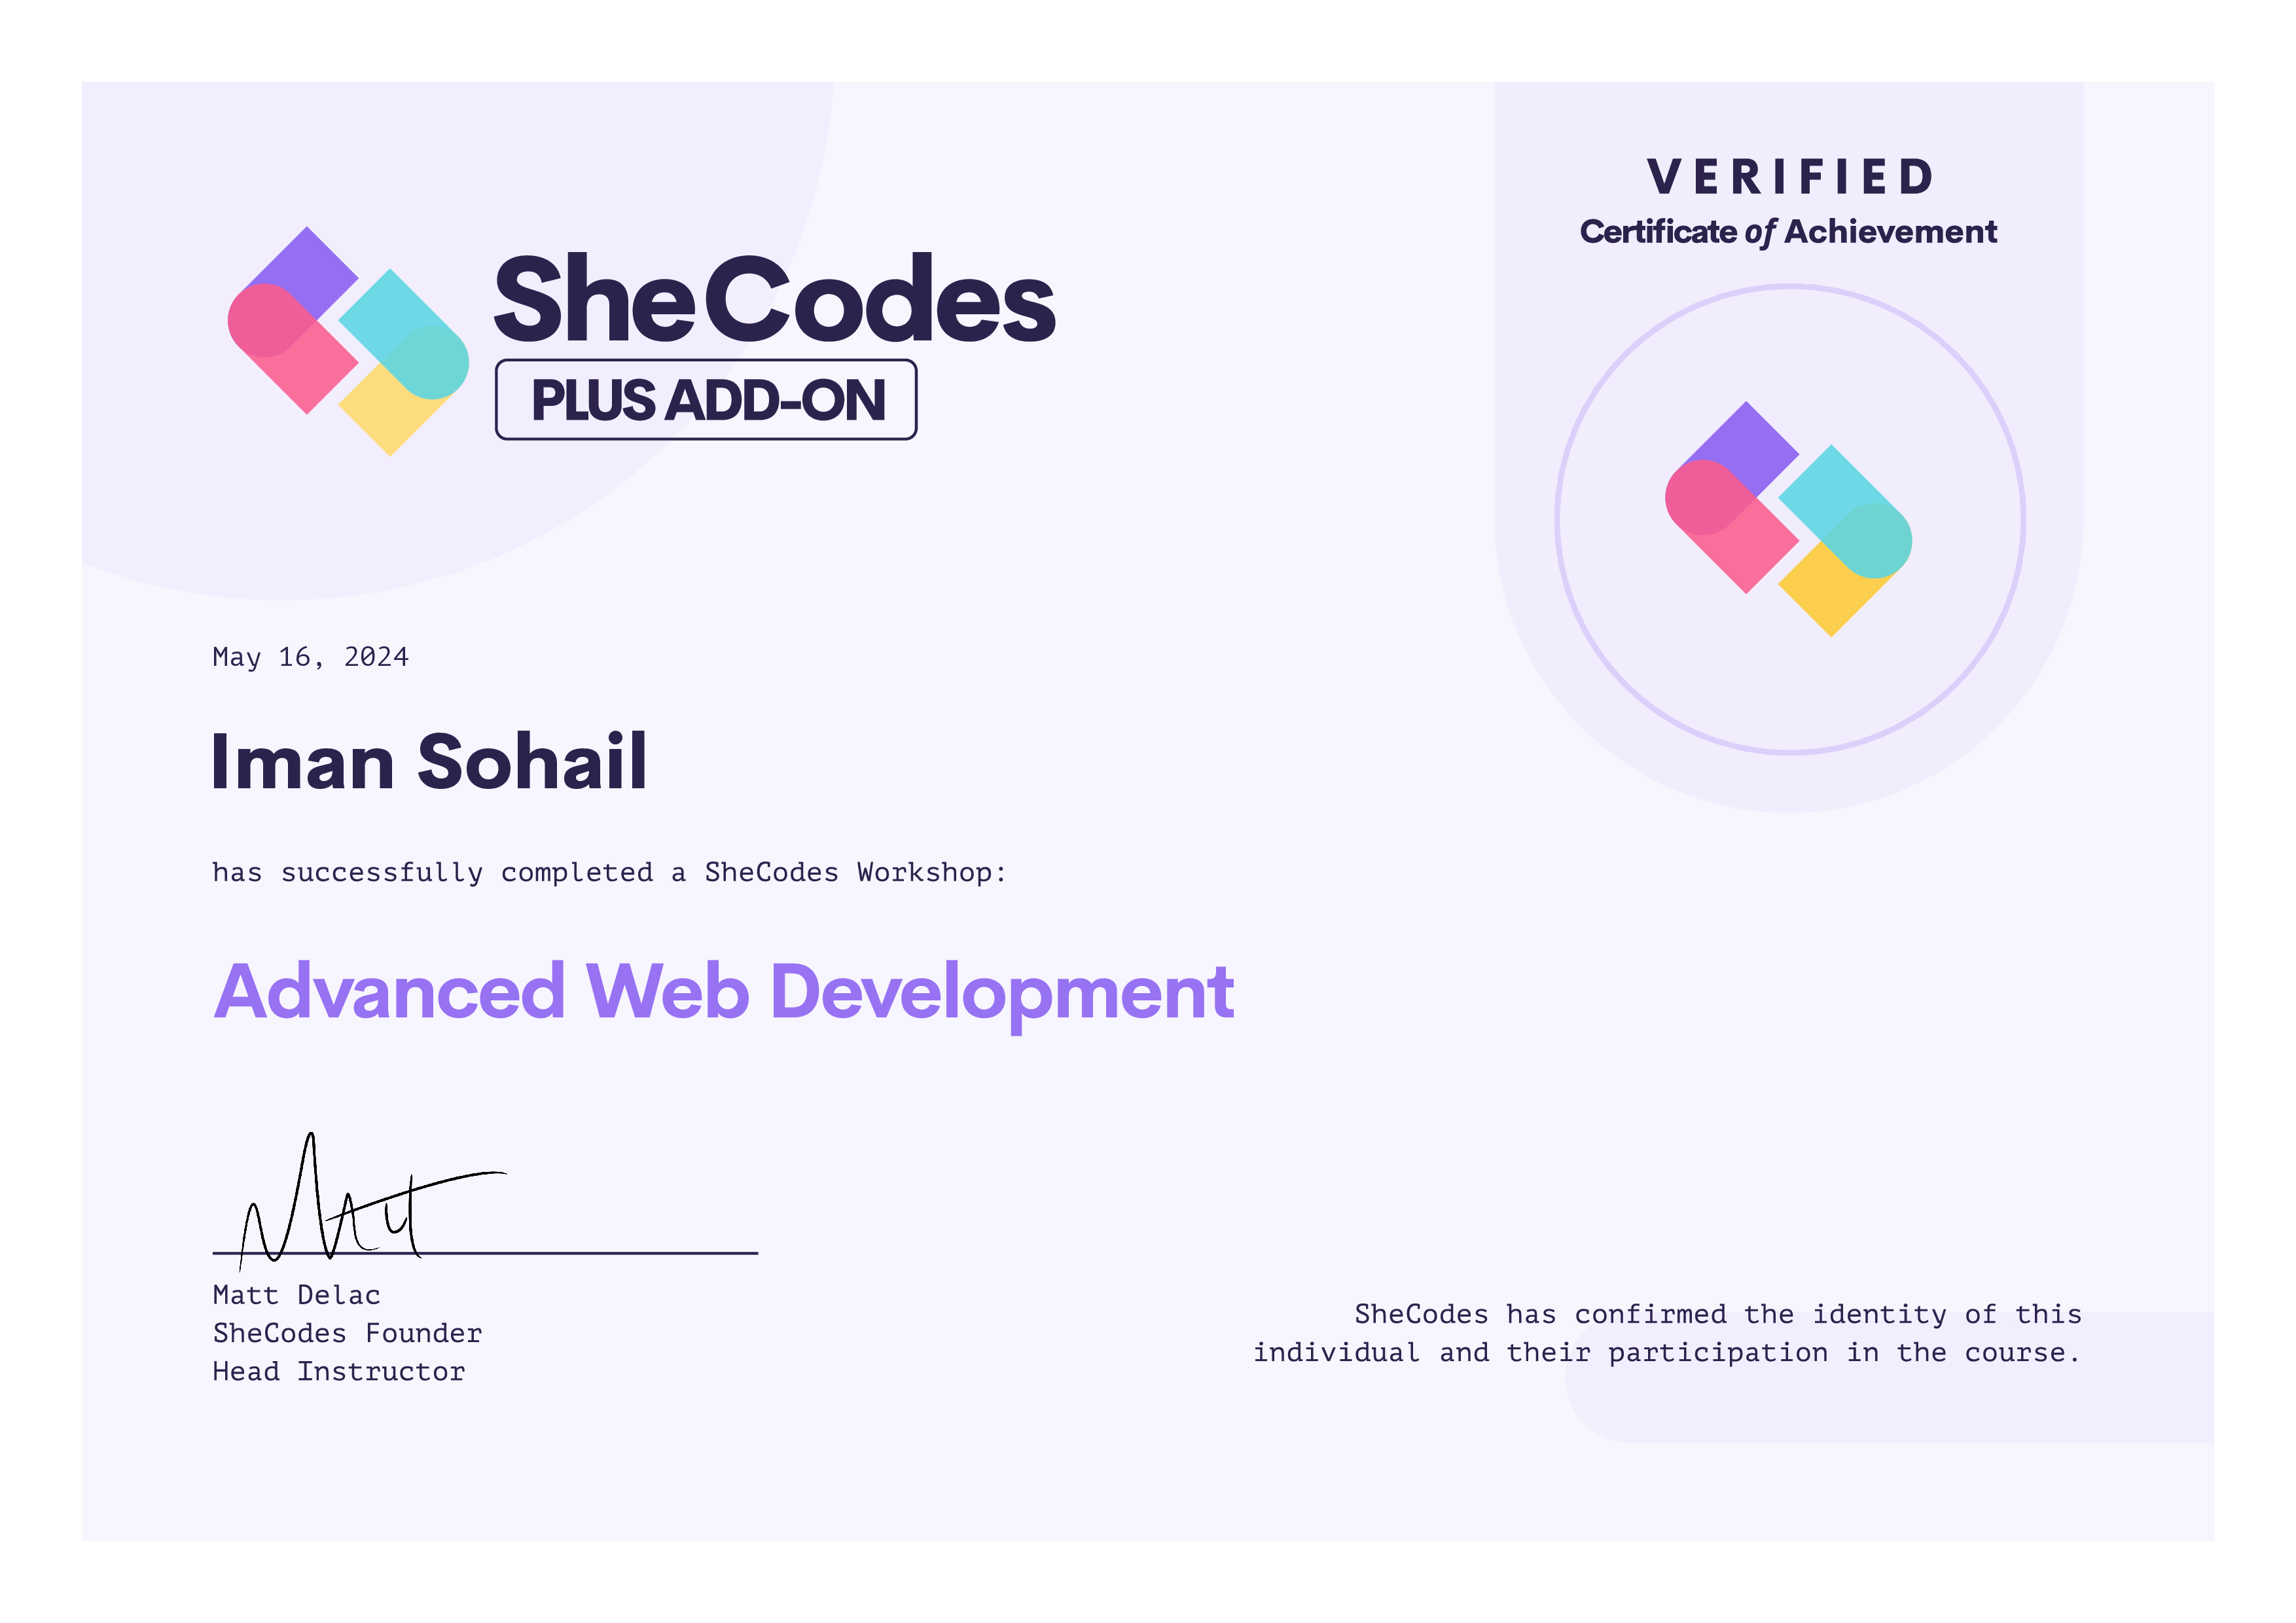 SheCodes
PLUS ADD-ON
VERIFIED
Certificate of Achievement
May 16, 2024
Iman Sohail
has successfully completed a SheCodes Workshop:
Advanced Web Development
Matt
Matt Delac
SheCodes Founder
Head Instructor
SheCodes has confirmed the identity of this
individual and their participation in the course.